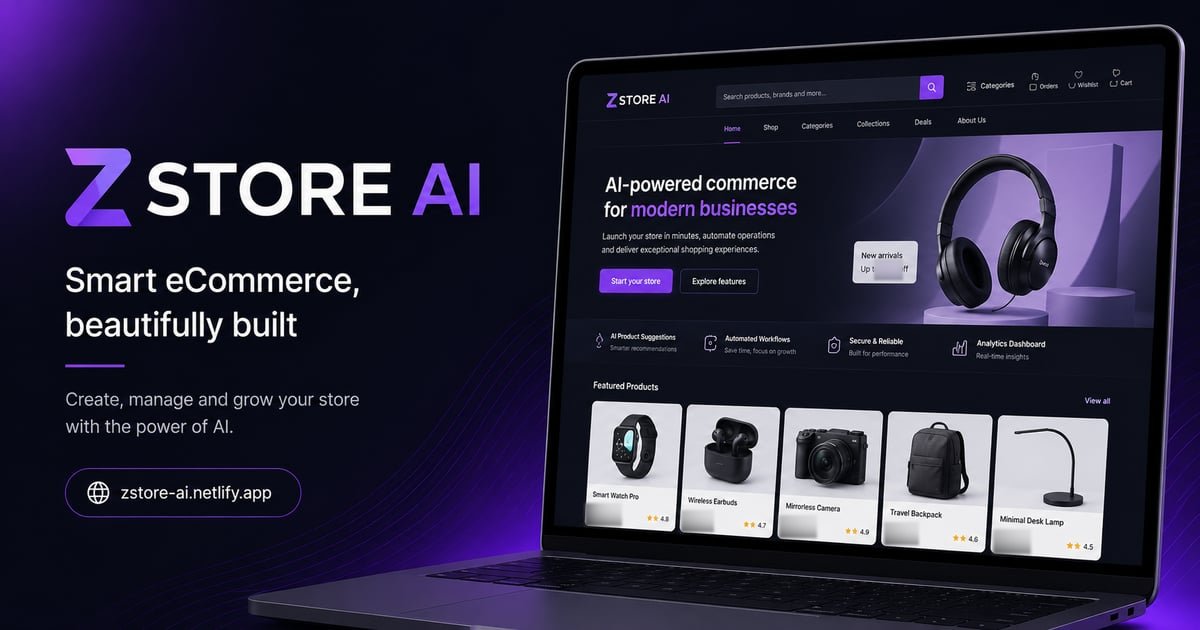 Z STORE AI
Smart eCommerce,
beautifully built
Create, manage and grow your store
with the power of AI.
zstore-ai.netlify.app
Z STORE AI
Search products, brands and more...
Categories
Orders
Wishlist
Cart
Home
Shop
Categories
Collections
Deals
About Us
AI-powered commerce
for modern businesses
Launch your store in minutes, automate operations
and deliver exceptional shopping experiences.
Start your store
Explore features
New arrivals
Up
AI Product Suggestions
Smarter recommendations
Automated Workflows
Save time, focus on growth
Secure & Reliable
Built for performance
Analytics Dashboard
Real-time insights
Featured Products
View all
Smart Watch Pro
4.8
Wireless Earbuds
4.7
Mirrorless Camera
4.9
Travel Backpack
4.6
Minimal Desk Lamp
4.5